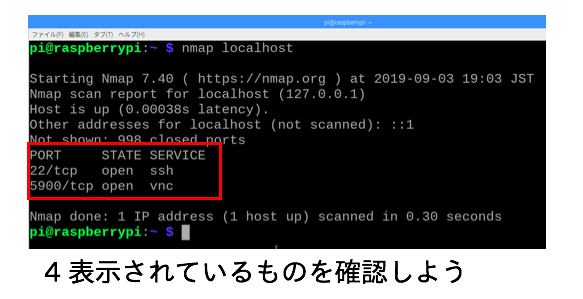 pi@raspberrypi: ~
ファイル(F) 編集(E) タブ(T) ヘルプ(H)
pi@raspberrypi:~ $ nmap localhost
Starting Nmap 7.40 ( https://nmap.org ) at 2019-09-03 19:03 JST
Nmap scan report for localhost (127.0.0.1)
Host is up (0.00038s latency).
Other addresses for localhost (not scanned): ::1
Not shown: 998 closed ports
PORT     STATE SERVICE
22/tcp   open  ssh
5900/tcp open  vnc
Nmap done: 1 IP address (1 host up) scanned in 0.30 seconds
pi@raspberrypi:~ $
4 表示されているものを確認しよう